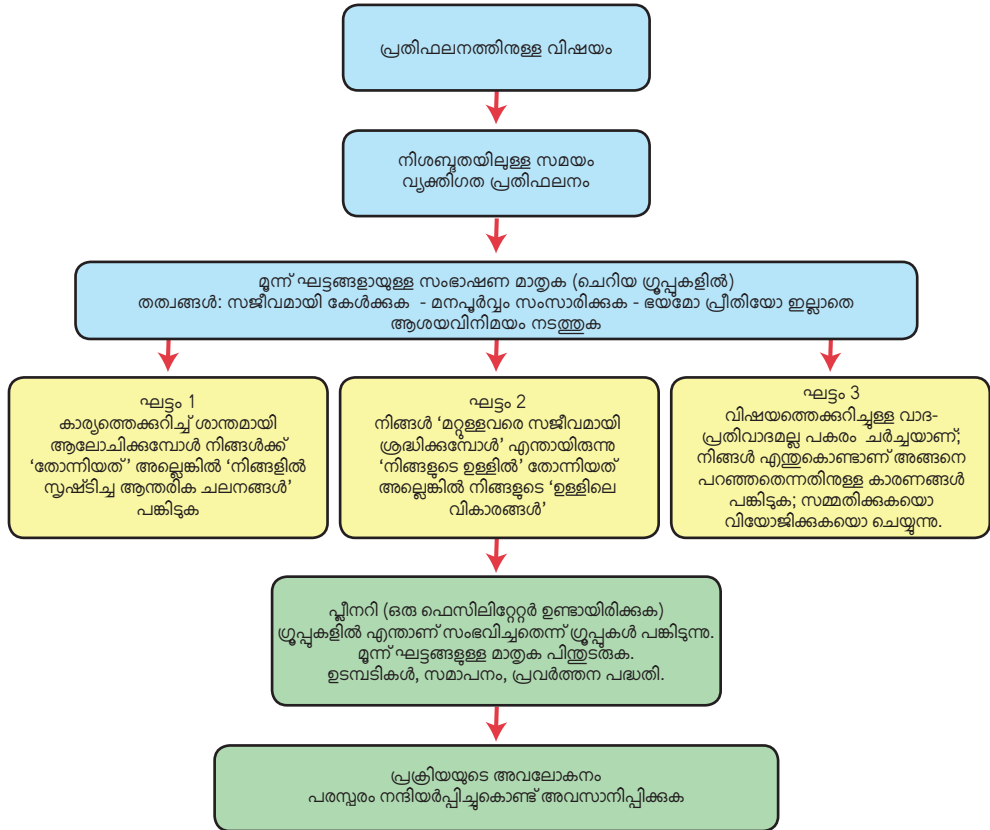 പ്രതിഫലനത്തിനുള്ള വിഷയം
നിശബ്ദതയിലുള്ള സമയം
വ്യക്തിഗത പ്രതിഫലനം
മൂന്ന് ഘട്ടങ്ങളായുള്ള സംഭാഷണ മാതൃക (ചെറിയ ഗ്രൂപ്പുകളിൽ)
തത്വങ്ങൾ: സജീവമായി കേൾക്കുക - മനപൂർവ്വം സംസാരിക്കുക - ഭയമോ പ്രീതിയോ ഇല്ലാതെ
ആശയവിനിമയം നടത്തുക
ഘട്ടം 1
കാര്യത്തെക്കുറിച്ച് ശാന്തമായി
ആലോചിക്കുമ്പോൾ നിങ്ങൾക്ക്
‘തോന്നിയത്’ അല്ലെങ്കിൽ ‘നിങ്ങളിൽ
സൃഷ്ടിച്ച ആന്തരിക ചലനങ്ങൾ’
പങ്കിടുക
ഘട്ടം 2
നിങ്ങൾ ‘മറ്റുള്ളവരെ സജീവമായി
ശ്രദ്ധിക്കുമ്പോൾ’ എന്തായിരുന്നു
‘നിങ്ങളുടെ ഉള്ളിൽ’ തോന്നിയത്
അല്ലെങ്കിൽ നിങ്ങളുടെ ‘ഉള്ളിലെ
വികാരങ്ങൾ’
ഘട്ടം 3
വിഷയത്തെക്കുറിച്ചുള്ള വാദ-
പ്രതിവാദമല്ല പകരം ചർച്ചയാണ്;
നിങ്ങൾ എന്തുകൊണ്ടാണ് അങ്ങനെ
പറഞ്ഞതെന്നതിനുള്ള കാരണങ്ങൾ
പങ്കിടുക; സമ്മതിക്കുകയൊ
വിയോജിക്കുകയൊ ചെയ്യുന്നു.
പ്ലീനറി (ഒരു ഫെസിലിറ്റേറ്റർ ഉണ്ടായിരിക്കുക)
ഗ്രൂപ്പുകളിൽ എന്താണ് സംഭവിച്ചതെന്ന് ഗ്രൂപ്പുകൾ പങ്കിടുന്നു.
മൂന്ന് ഘട്ടങ്ങളുള്ള മാതൃക പിന്തുടരുക.
ഉടമ്പടികൾ, സമാപനം, പ്രവർത്തന പദ്ധതി.
പ്രക്രിയയുടെ അവലോകനം
പരസ്പരം നന്ദിയർപ്പിച്ചുകൊണ്ട് അവസാനിപ്പിക്കുക